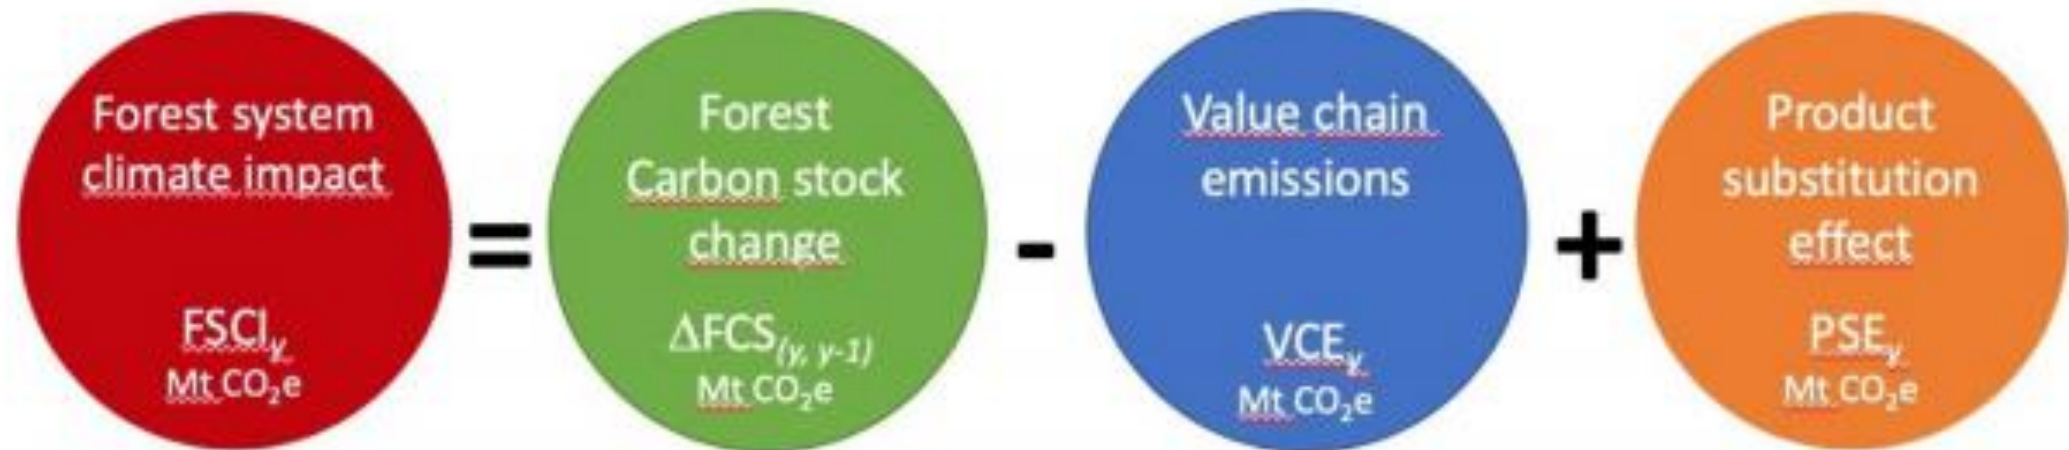 Forest system
climate impact
FSCIy
Mt CO₂e
=
Forest
Carbon stock
change
ΔFCS(y, y-1)
Mt CO₂e
-
Value chain
emissions
VCEy
Mt CO₂e
+
Product
substitution
effect
PSEy
Mt CO₂e